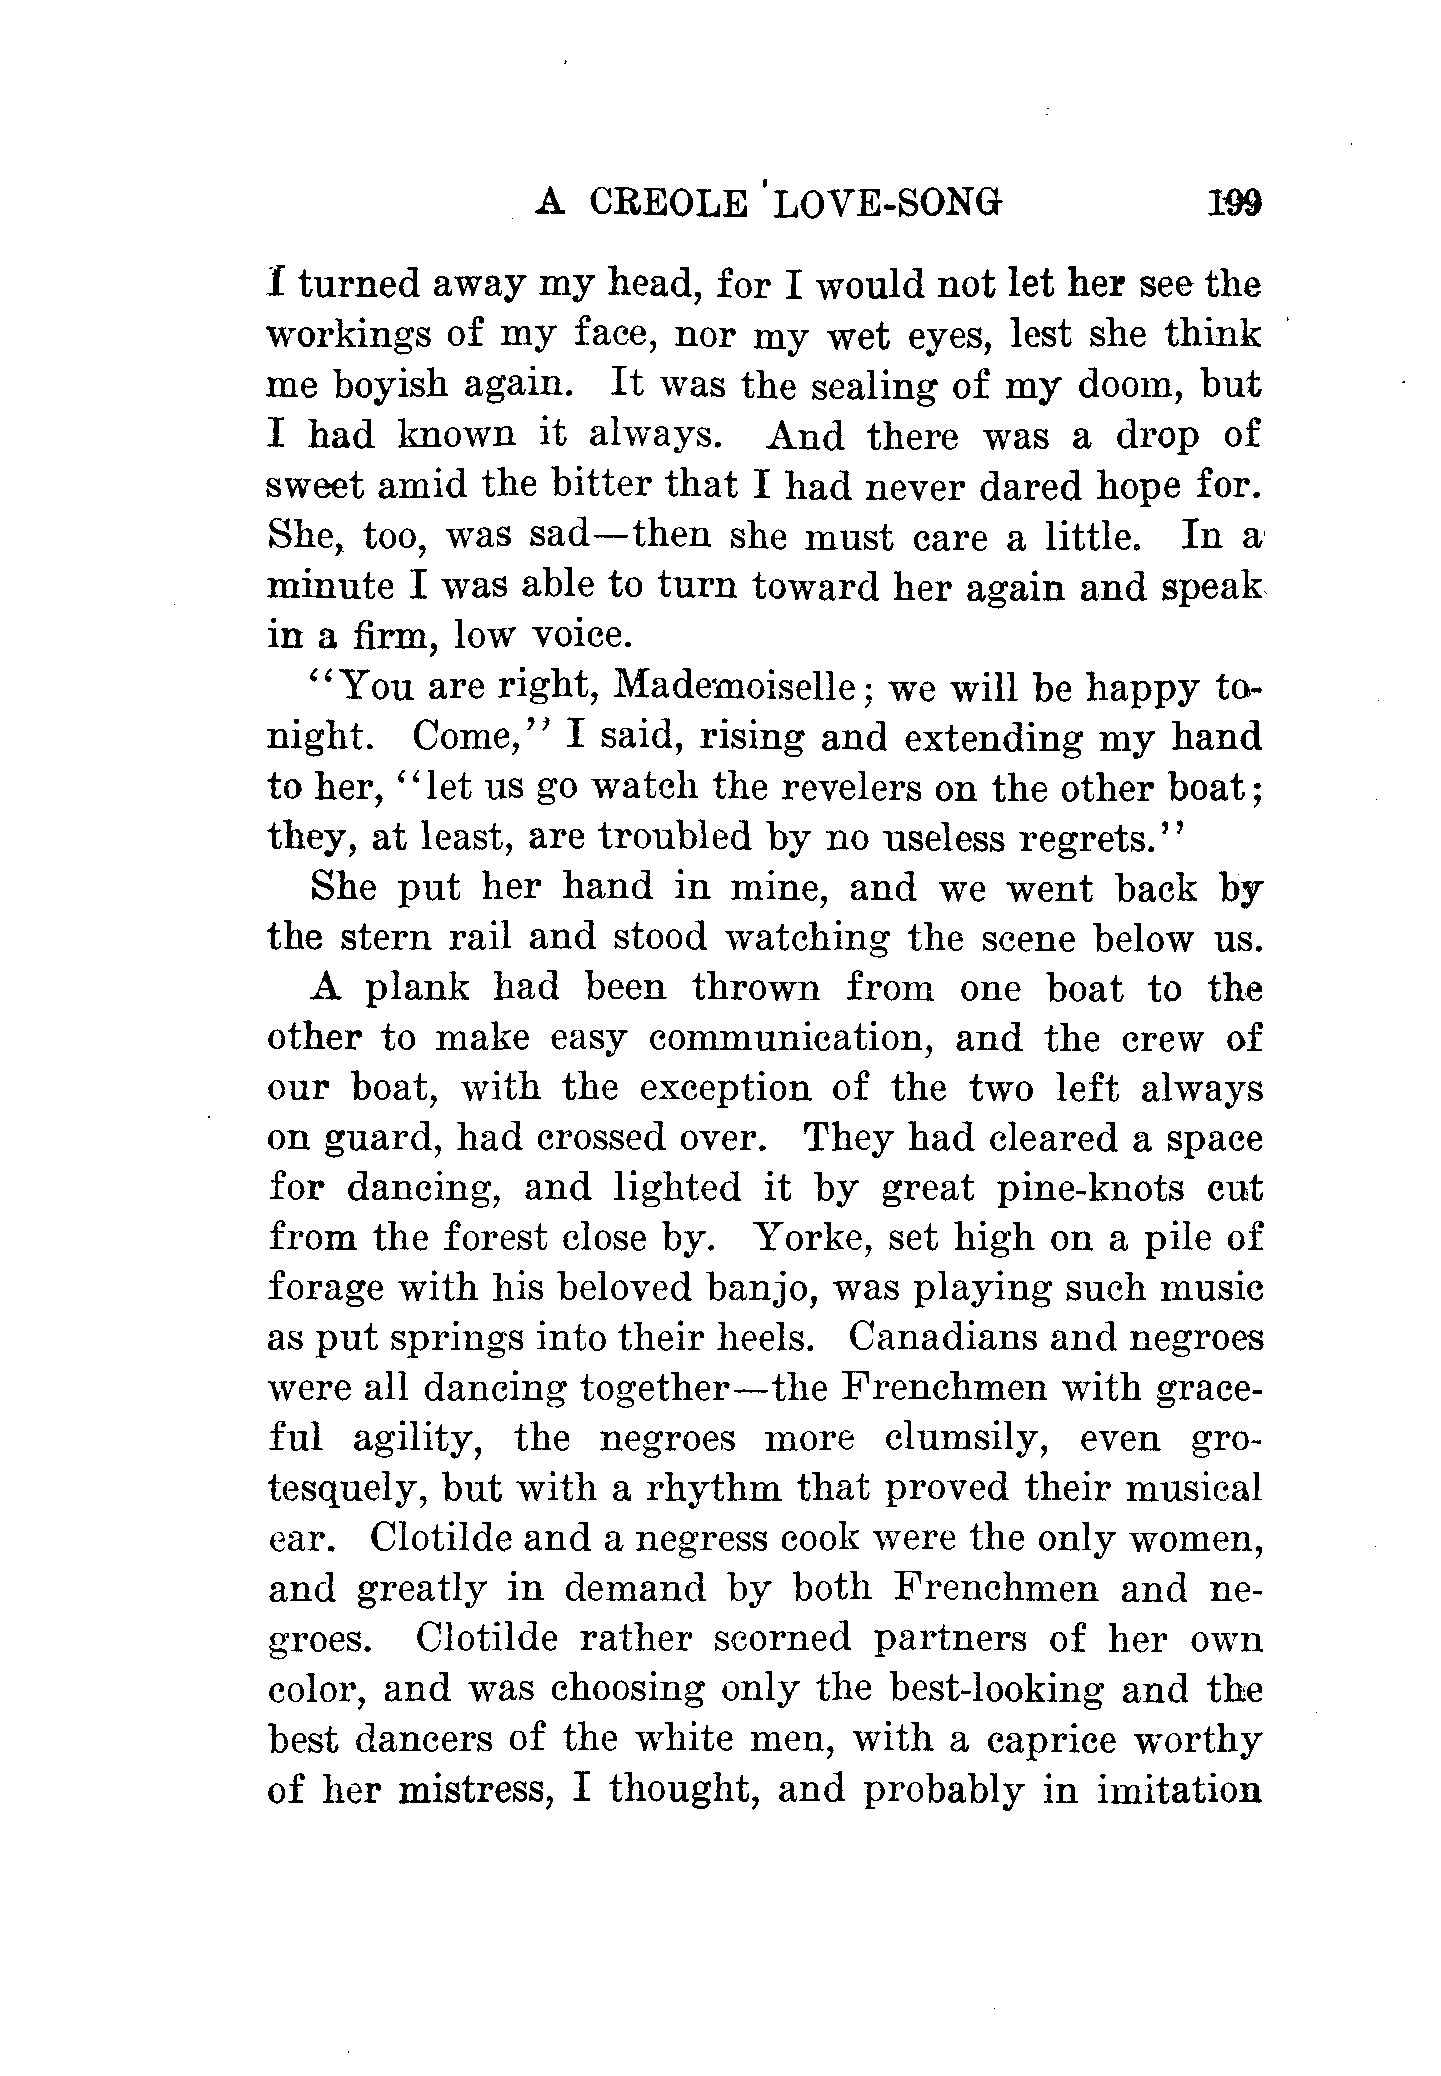 A CREOLE LOVE-SONG 199
I turned away my head, for I would not let her see the
workings of my face, nor my wet eyes, lest she think
me boyish again. It was the sealing of my doom, but
I had known it always. And there was a drop of
sweet amid the bitter that I had never dared hope for.
She, too, was sad—then she must care a little. In a
minute I was able to turn toward her again and speak
in a firm, low voice.
"You are right, Mademoiselle; we will be happy to-
night. Come," I said, rising and extending my hand
to her, "let us go watch the revelers on the other boat;
they, at least, are troubled by no useless regrets."
She put her hand in mine, and we went back by
the stern rail and stood watching the scene below us.
A plank had been thrown from one boat to the
other to make easy communication, and the crew of
our boat, with the exception of the two left always
on guard, had crossed over. They had cleared a space
for dancing, and lighted it by great pine-knots cut
from the forest close by. Yorke, set high on a pile of
forage with his beloved banjo, was playing such music
as put springs into their heels. Canadians and negroes
were all dancing together—the Frenchmen with grace-
ful agility, the negroes more clumsily, even gro-
tesquely, but with a rhythm that proved their musical
ear. Clotilde and a negress cook were the only women,
and greatly in demand by both Frenchmen and ne-
groes. Clotilde rather scorned partners of her own
color, and was choosing only the best-looking and the
best dancers of the white men, with a caprice worthy
of her mistress, I thought, and probably in imitation